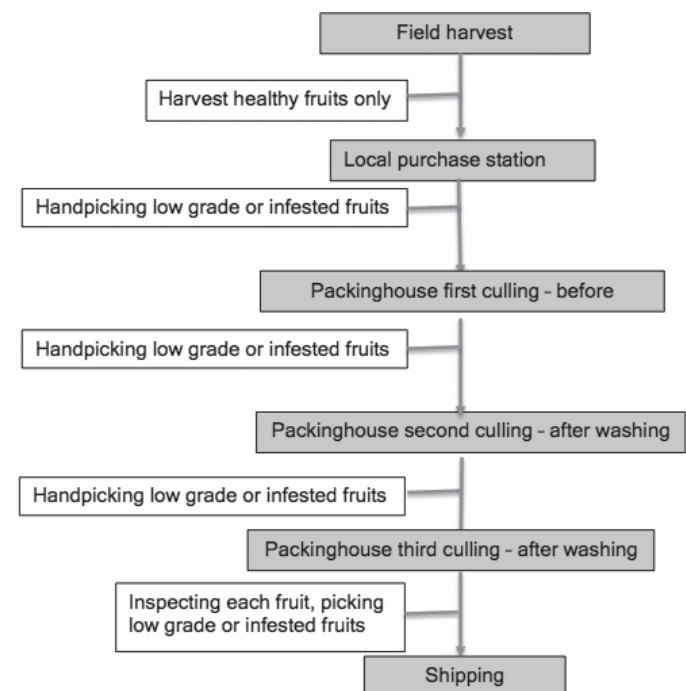 Field harvest
Harvest healthy fruits only
Local purchase station
Handpicking low grade or infested fruits
Packinghouse first culling - before
Handpicking low grade or infested fruits
Packinghouse second culling - after washing
Handpicking low grade or infested fruits
Packinghouse third culling - after washing
Inspecting each fruit, picking
low grade or infested fruits
Shipping